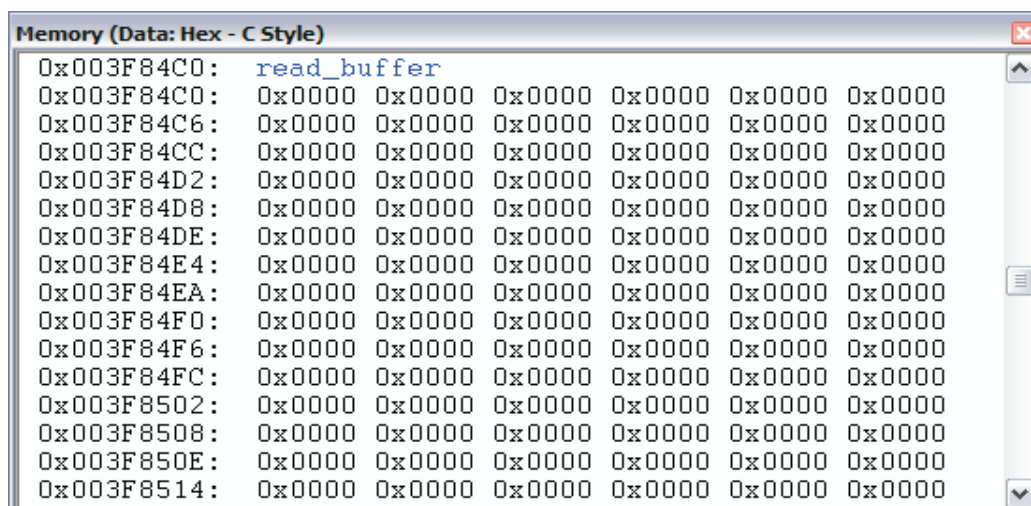 Memory (Data: Hex - C Style)
0x003F84C0: read_buffer
0x003F84C0: 0x0000 0x0000 0x0000 0x0000 0x0000 0x0000
0x003F84C6: 0x0000 0x0000 0x0000 0x0000 0x0000 0x0000
0x003F84CC: 0x0000 0x0000 0x0000 0x0000 0x0000 0x0000
0x003F84D2: 0x0000 0x0000 0x0000 0x0000 0x0000 0x0000
0x003F84D8: 0x0000 0x0000 0x0000 0x0000 0x0000 0x0000
0x003F84DE: 0x0000 0x0000 0x0000 0x0000 0x0000 0x0000
0x003F84E4: 0x0000 0x0000 0x0000 0x0000 0x0000 0x0000
0x003F84EA: 0x0000 0x0000 0x0000 0x0000 0x0000 0x0000
0x003F84F0: 0x0000 0x0000 0x0000 0x0000 0x0000 0x0000
0x003F84F6: 0x0000 0x0000 0x0000 0x0000 0x0000 0x0000
0x003F84FC: 0x0000 0x0000 0x0000 0x0000 0x0000 0x0000
0x003F8502: 0x0000 0x0000 0x0000 0x0000 0x0000 0x0000
0x003F8508: 0x0000 0x0000 0x0000 0x0000 0x0000 0x0000
0x003F850E: 0x0000 0x0000 0x0000 0x0000 0x0000 0x0000
0x003F8514: 0x0000 0x0000 0x0000 0x0000 0x0000 0x0000